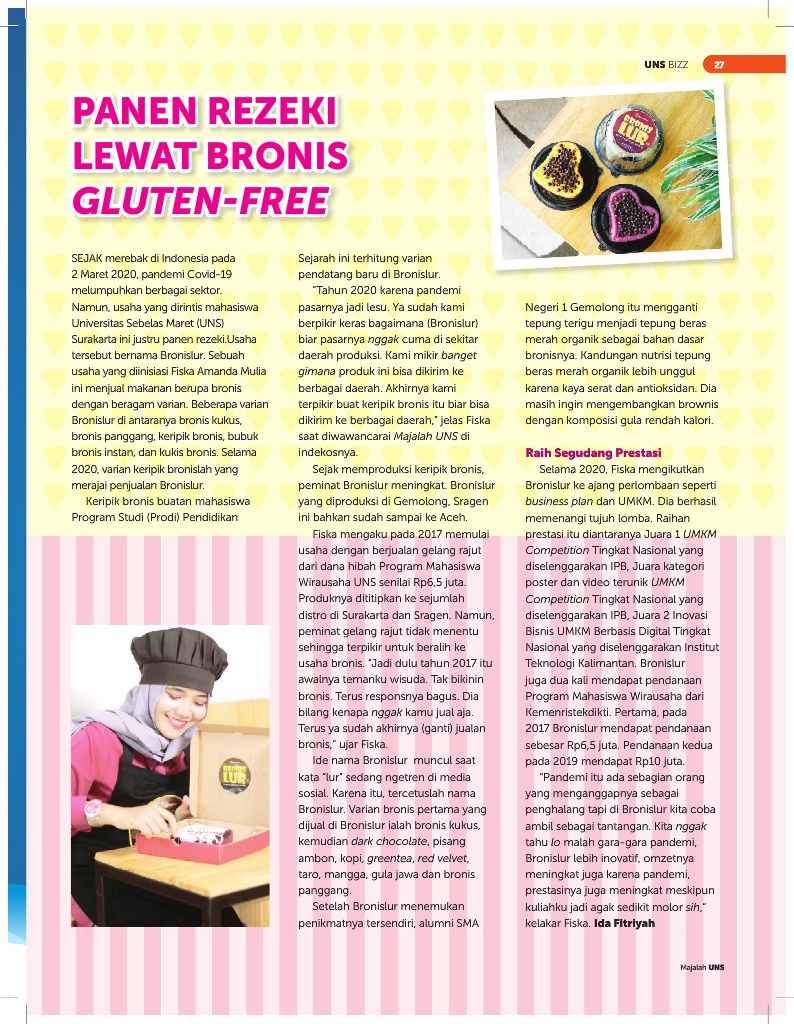 UNS BIZZ
27
PANEN REZEKI
LEWAT BRONIS
GLUTEN-FREE
BRONIS
LUR
SEJAK merebak di Indonesia pada
2 Maret 2020, pandemi Covid-19
melumpuhkan berbagai sektor.
Namun, usaha yang dirintis mahasiswa
Universitas Sebelas Maret (UNS)
Surakarta ini justru panen rezeki.Usaha
tersebut bernama Bronislur. Sebuah
usaha yang diinisiasi Fiska Amanda Mulia
ini menjual makanan berupa bronis
dengan beragam varian. Beberapa varian
Bronislur di antaranya bronis kukus,
bronis panggang, keripik bronis, bubuk
bronis instan, dan kukis bronis. Selama
2020, varian keripik bronislah yang
merajai penjualan Bronislur.
Keripik bronis buatan mahasiswa
Program Studi (Prodi) Pendidikan
BRONIS
LUR
Sejarah ini terhitung varian
pendatang baru di Bronislur.
“Tahun 2020 karena pandemi
pasarnya jadi lesu. Ya sudah kami
berpikir keras bagaimana (Bronislur)
biar pasarnya nggak cuma di sekitar
daerah produksi. Kami mikir banget
gimana produk ini bisa dikirim ke
berbagai daerah. Akhirnya kami
terpikir buat keripik bronis itu biar bisa
dikirim ke berbagai daerah,” jelas Fiska
saat diwawancarai Majalah UNS di
indekosnya.
Sejak memproduksi keripik bronis,
peminat Bronislur meningkat. Bronislur
yang diproduksi di Gemolong, Sragen
ini bahkan sudah sampai ke Aceh.
Fiska mengaku pada 2017 memulai
usaha dengan berjualan gelang rajut
dari dana hibah Program Mahasiswa
Wirausaha UNS senilai Rp6,5 juta.
Produknya dititipkan ke sejumlah
distro di Surakarta dan Sragen. Namun,
peminat gelang rajut tidak menentu
sehingga terpikir untuk beralih ke
usaha bronis. “Jadi dulu tahun 2017 itu
awalnya temanku wisuda. Tak bikinin
bronis. Terus responsnya bagus. Dia
bilang kenapa nggak kamu jual aja.
Terus ya sudah akhirnya (ganti) jualan
bronis,” ujar Fiska.
Ide nama Bronislur muncul saat
kata “lur” sedang ngetren di media
sosial. Karena itu, tercetuslah nama
Bronislur. Varian bronis pertama yang
dijual di Bronislur ialah bronis kukus,
kemudian dark chocolate, pisang
ambon, kopi, greentea, red velvet,
taro, mangga, gula jawa dan bronis
panggang.
Setelah Bronislur menemukan
penikmatnya tersendiri, alumni SMA
Negeri 1 Gemolong itu mengganti
tepung terigu menjadi tepung beras
merah organik sebagai bahan dasar
bronisnya. Kandungan nutrisi tepung
beras merah organik lebih unggul
karena kaya serat dan antioksidan. Dia
masih ingin mengembangkan brownis
dengan komposisi gula rendah kalori.
Raih Segudang Prestasi
Selama 2020, Fiska mengikutkan
Bronislur ke ajang perlombaan seperti
business plan dan UMKM. Dia berhasil
memenangi tujuh lomba. Raihan
prestasi itu diantaranya Juara 1 UMKM
Competition Tingkat Nasional yang
diselenggarakan IPB, Juara kategori
poster dan video terunik UMKM
Competition Tingkat Nasional yang
diselenggarakan IPB, Juara 2 Inovasi
Bisnis UMKM Berbasis Digital Tingkat
Nasional yang diselenggarakan Institut
Teknologi Kalimantan. Bronislur
juga dua kali mendapat pendanaan
Program Mahasiswa Wirausaha dari
Kemenristekdikti. Pertama, pada
2017 Bronislur mendapat pendanaan
sebesar Rp6,5 juta. Pendanaan kedua
pada 2019 mendapat Rp10 juta.
“Pandemi itu ada sebagian orang
yang menganggapnya sebagai
penghalang tapi di Bronislur kita coba
ambil sebagai tantangan. Kita nggak
tahu lo malah gara-gara pandemi,
Bronislur lebih inovatif, omzetnya
meningkat juga karena pandemi,
prestasinya juga meningkat meskipun
kuliahku jadi agak sedikit molor sih,”
kelakar Fiska. Ida Fitriyah
Majalah UNS